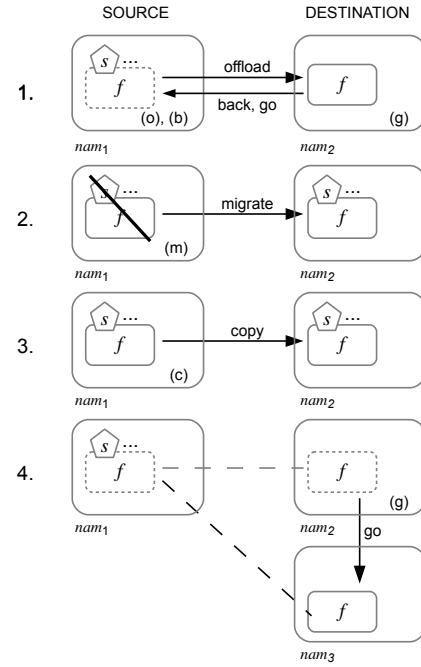 SOURCE DESTINATION
1.
s ...
f
offload
back, go
f
(o), (b)
(g)
nam1
nam2
2.
s ...
f
migrate
s ...
f
(m)
nam1
nam2
3.
s ...
f
copy
s ...
f
(c)
nam1
nam2
4.
s ...
f
f
(g)
nam1
nam2
go
f
nam3